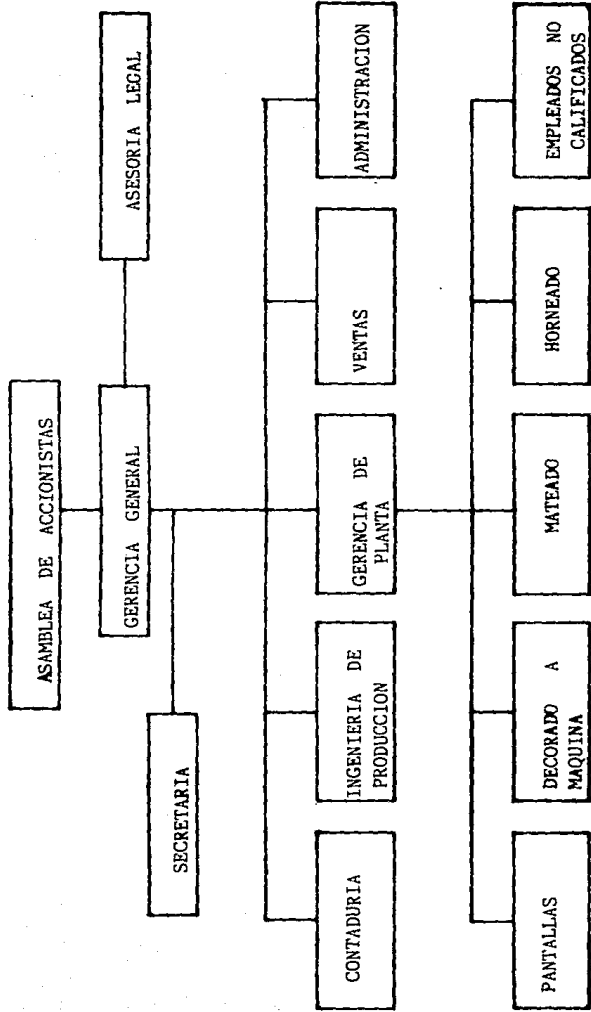 ASAMBLEA DE ACCIONISTAS
GERENCIA GENERAL
ASESORIA LEGAL
SECRETARIA
CONTADURIA
INGENIERIA DE
PRODUCCION
GERENCIA DE
PLANTA
VENTAS
ADMINISTRACION
PANTALLAS
DECORADO A
MAQUINA
MATEADO
HORNEADO
EMPLEADOS NO
CALIFICADOS